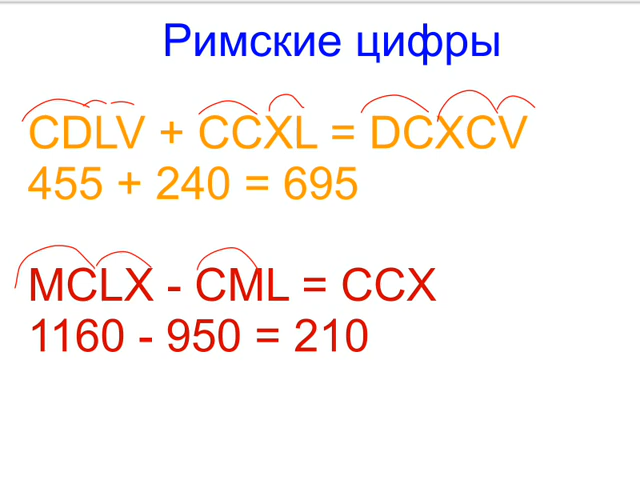 Римские цифры
CDLV + CCXL = DCXCV
455 + 240 = 695
MCLX - CML = CCX
1160 - 950 = 210